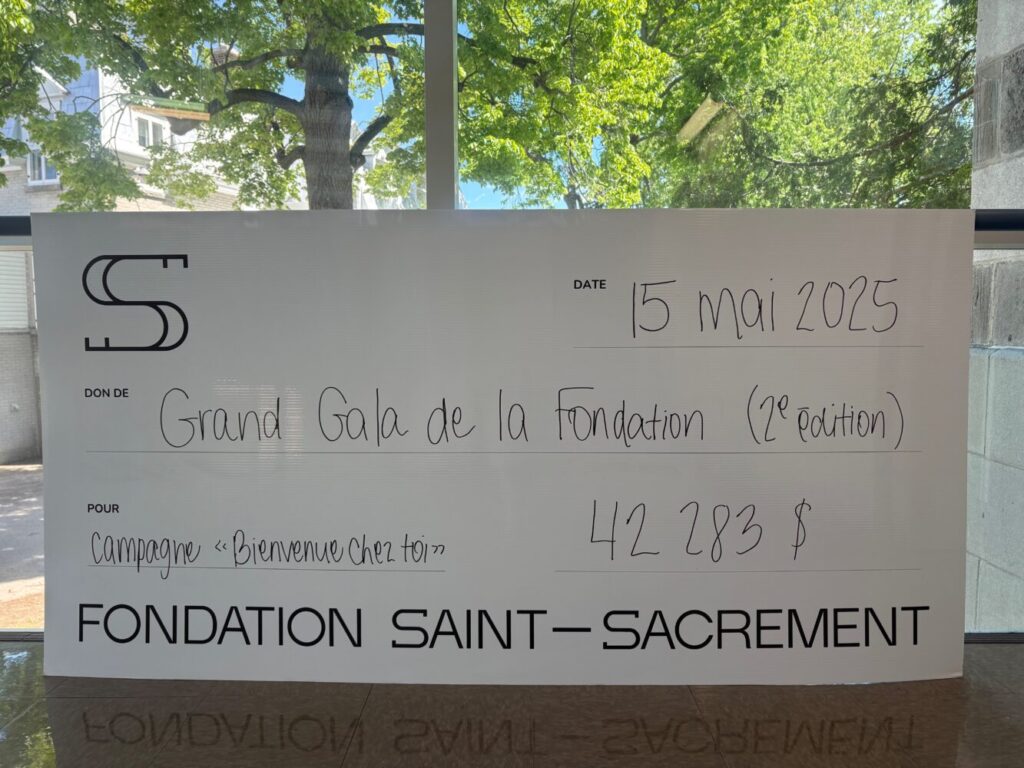 DATE 15 mai 2025
DON DE Grand Gala de la Fondation (2e édition)
POUR
Campagne «Bienvenue chez toi» 42 283 $
FONDATION SAINT—SACREMENT